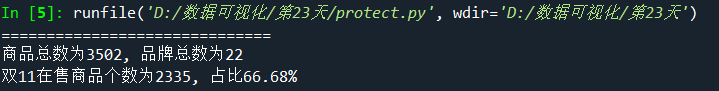 In [5]: runfile('D:/数据可视化/第23天/protect.py', wdir='D:/数据可视化/第23天')
==============================
商品总数为3502, 品牌总数为22
双11在售商品个数为2335, 占比66.68%